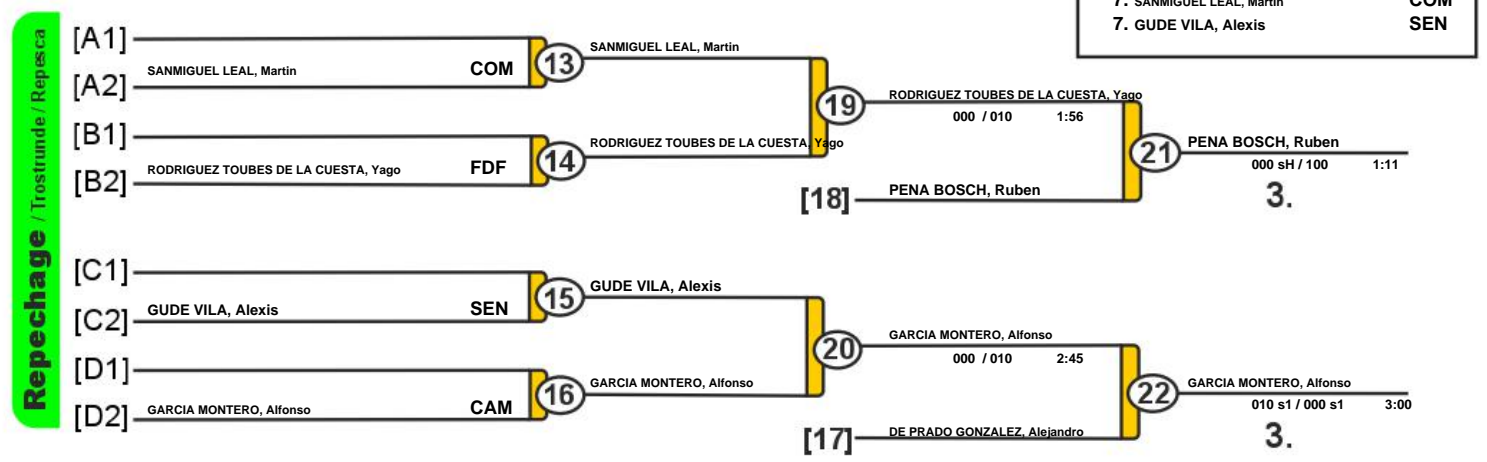 7. SANMIGUEL LEAL, Martin COM
7. GUDE VILA, Alexis SEN
Repechage / Trostrunde / Repesca
[A1]
SANMIGUEL LEAL, Martin COM
[A2]
13
SANMIGUEL LEAL, Martin
[B1]
RODRIGUEZ TOUBES DE LA CUESTA, Yago FDF
[B2]
14
RODRIGUEZ TOUBES DE LA CUESTA, Yago
19
RODRIGUEZ TOUBES DE LA CUESTA, Yago
000 / 010 1:56
[18]
PENA BOSCH, Ruben
21
PENA BOSCH, Ruben
000 sH / 100 1:11
3.
[C1]
GUDE VILA, Alexis SEN
[C2]
15
GUDE VILA, Alexis
[D1]
GARCIA MONTERO, Alfonso CAM
[D2]
16
GARCIA MONTERO, Alfonso
20
GARCIA MONTERO, Alfonso
000 / 010 2:45
[17]
DE PRADO GONZALEZ, Alejandro
22
GARCIA MONTERO, Alfonso
010 s1 / 000 s1 3:00
3.